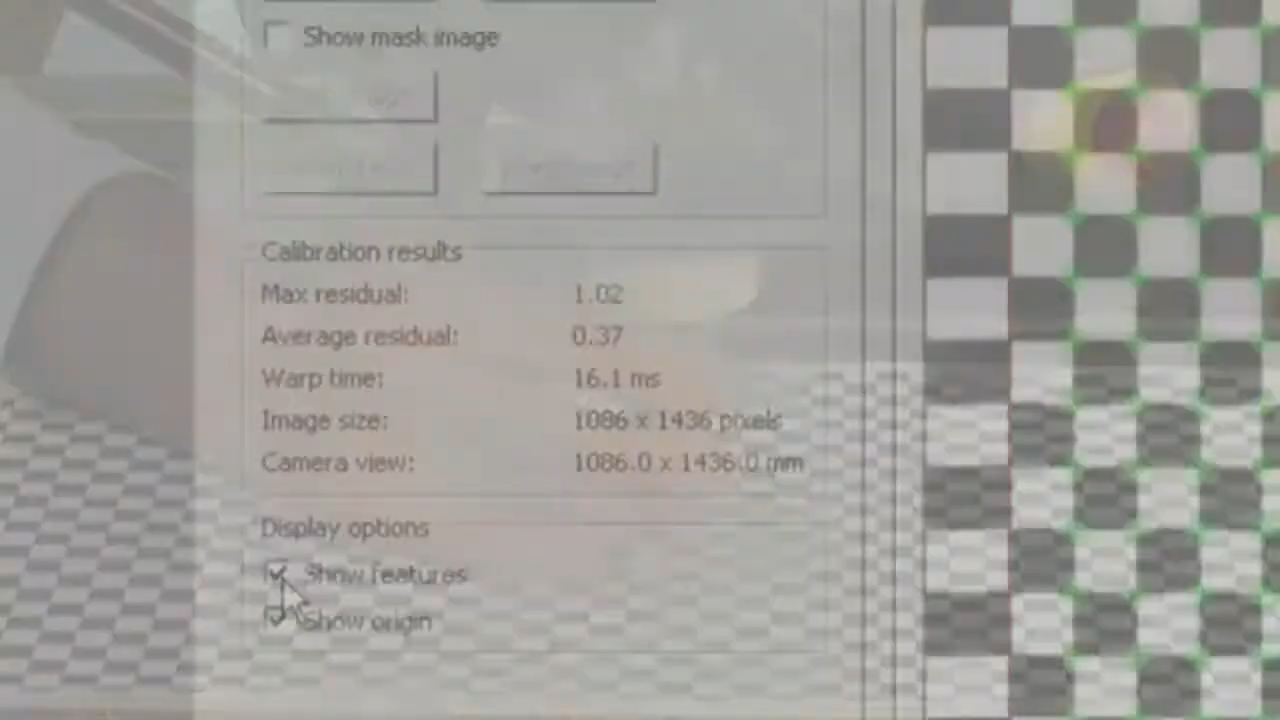 Show mask image
Calibration results
Max residual: 1.02
Average residual: 0.37
Warp time: 16.1 ms
Image size: 1086 x 1436 pixels
Camera view: 1086.0 x 1436.0 mm
Display options
Show features
Show origin